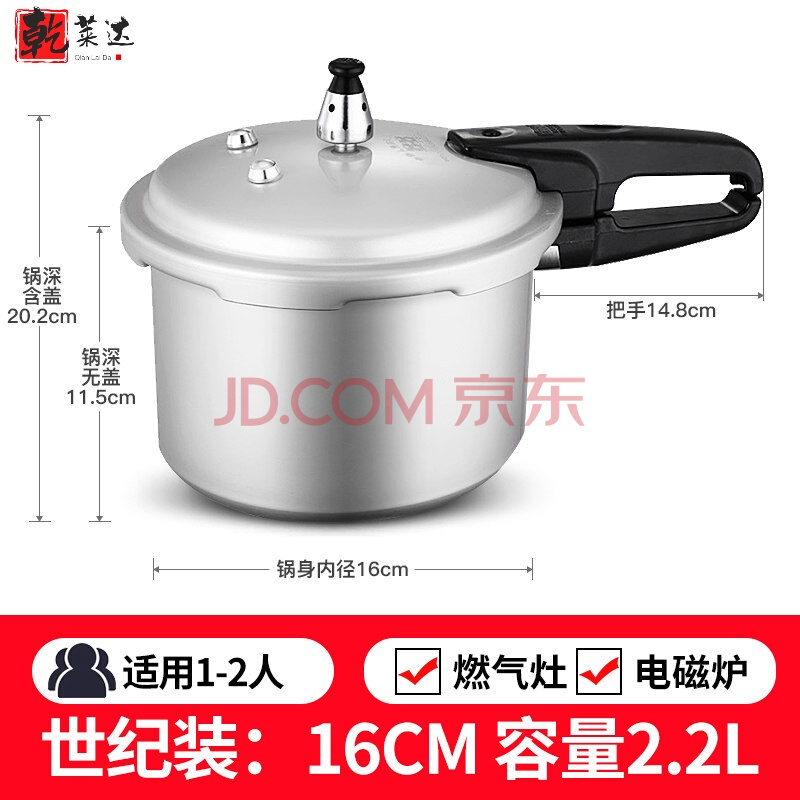 乾莱达
Qian Lai Da
锅深
含盖
20.2cm
锅深
无盖
11.5cm
把手14.8cm
JD.COM 京东
锅身内径16cm
适用1-2人
燃气灶
电磁炉
世纪装：16CM 容量2.2L